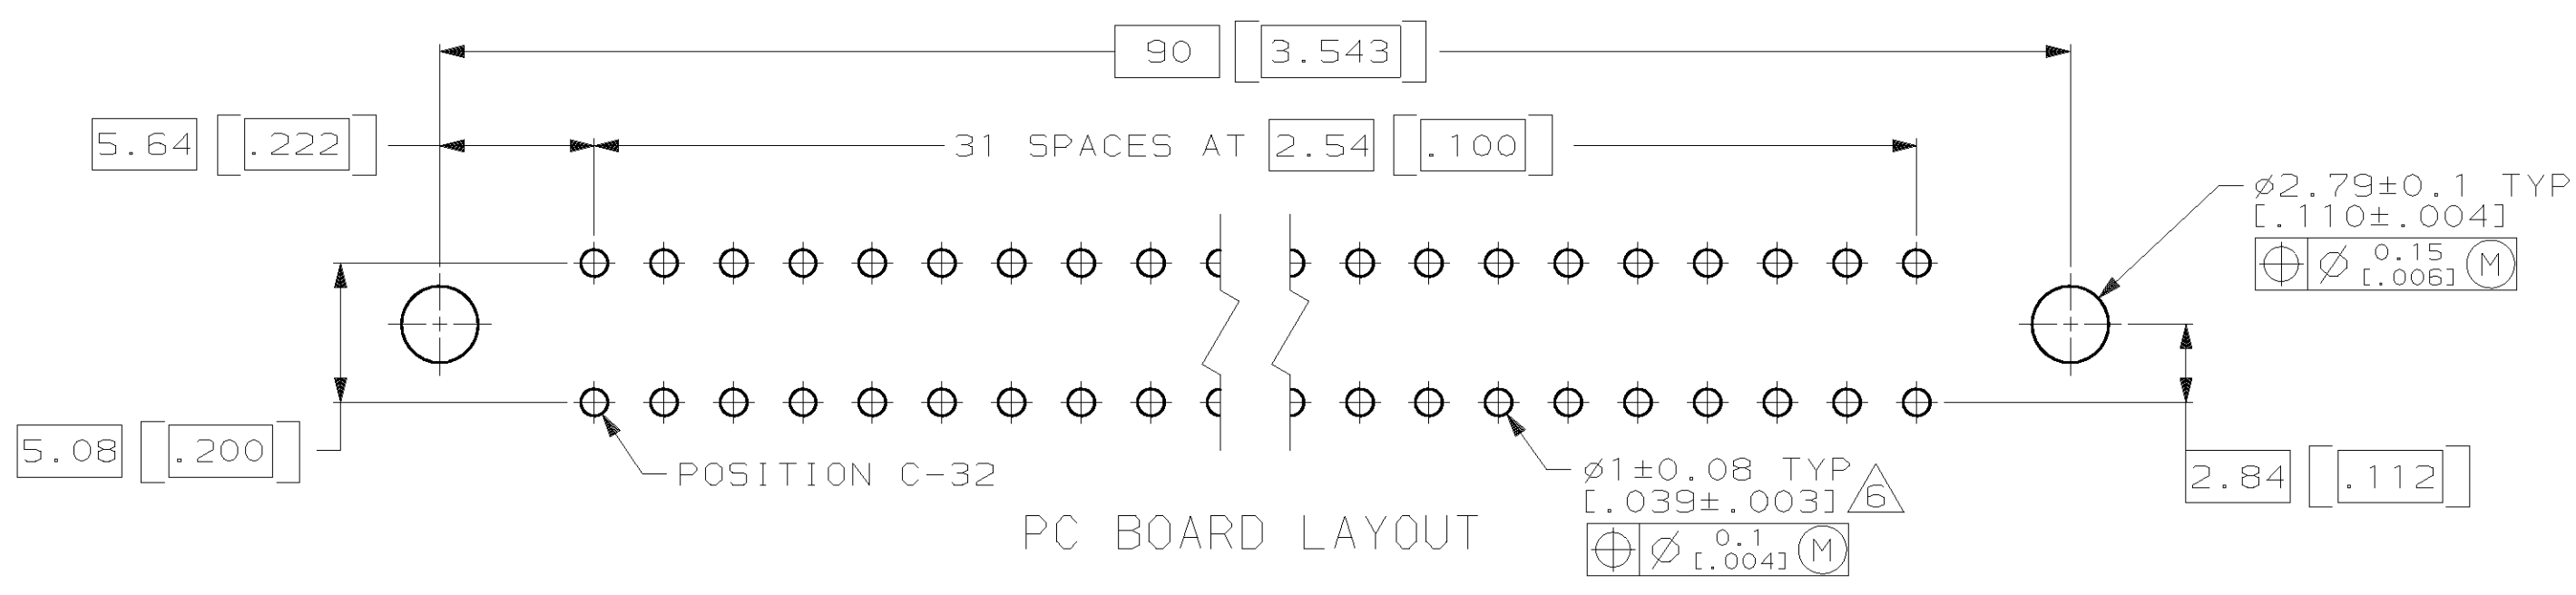 90 [3.543]
5.64 [.222]
31 SPACES AT 2.54 [.100]
ø2.79±0.1 TYP
[.110±.004]
⌖ ø 0.15 Ⓜ
[.006]
5.08 [.200]
POSITION C-32
ø1±0.08 TYP
[.039±.003] 6
⌖ ø 0.1 Ⓜ
[.004]
2.84 [.112]
PC BOARD LAYOUT